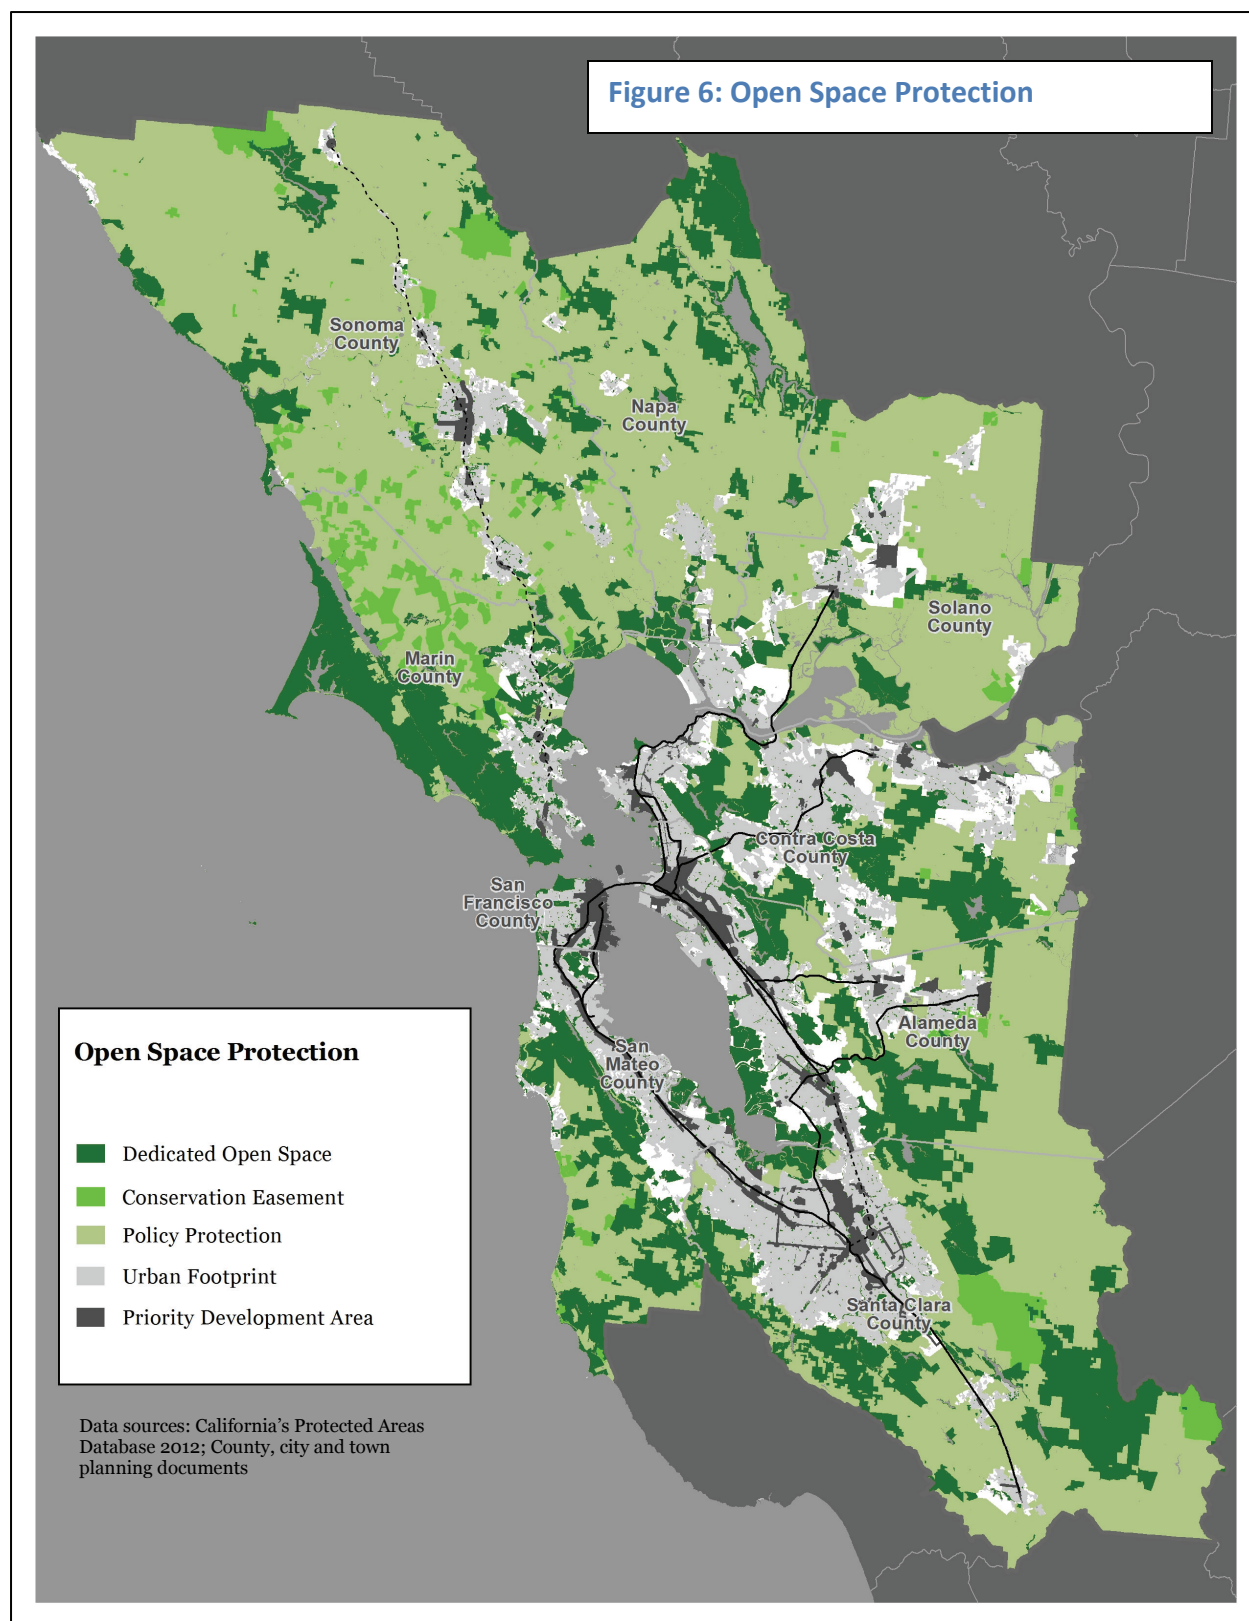 Figure 6: Open Space Protection
Sonoma
County
Napa
County
Solano
County
Marin
County
Contra Costa
County
San
Francisco
County
Alameda
County
San
Mateo
County
Santa Clara
County
Open Space Protection
Dedicated Open Space
Conservation Easement
Policy Protection
Urban Footprint
Priority Development Area
Data sources: California’s Protected Areas
Database 2012; County, city and town
planning documents